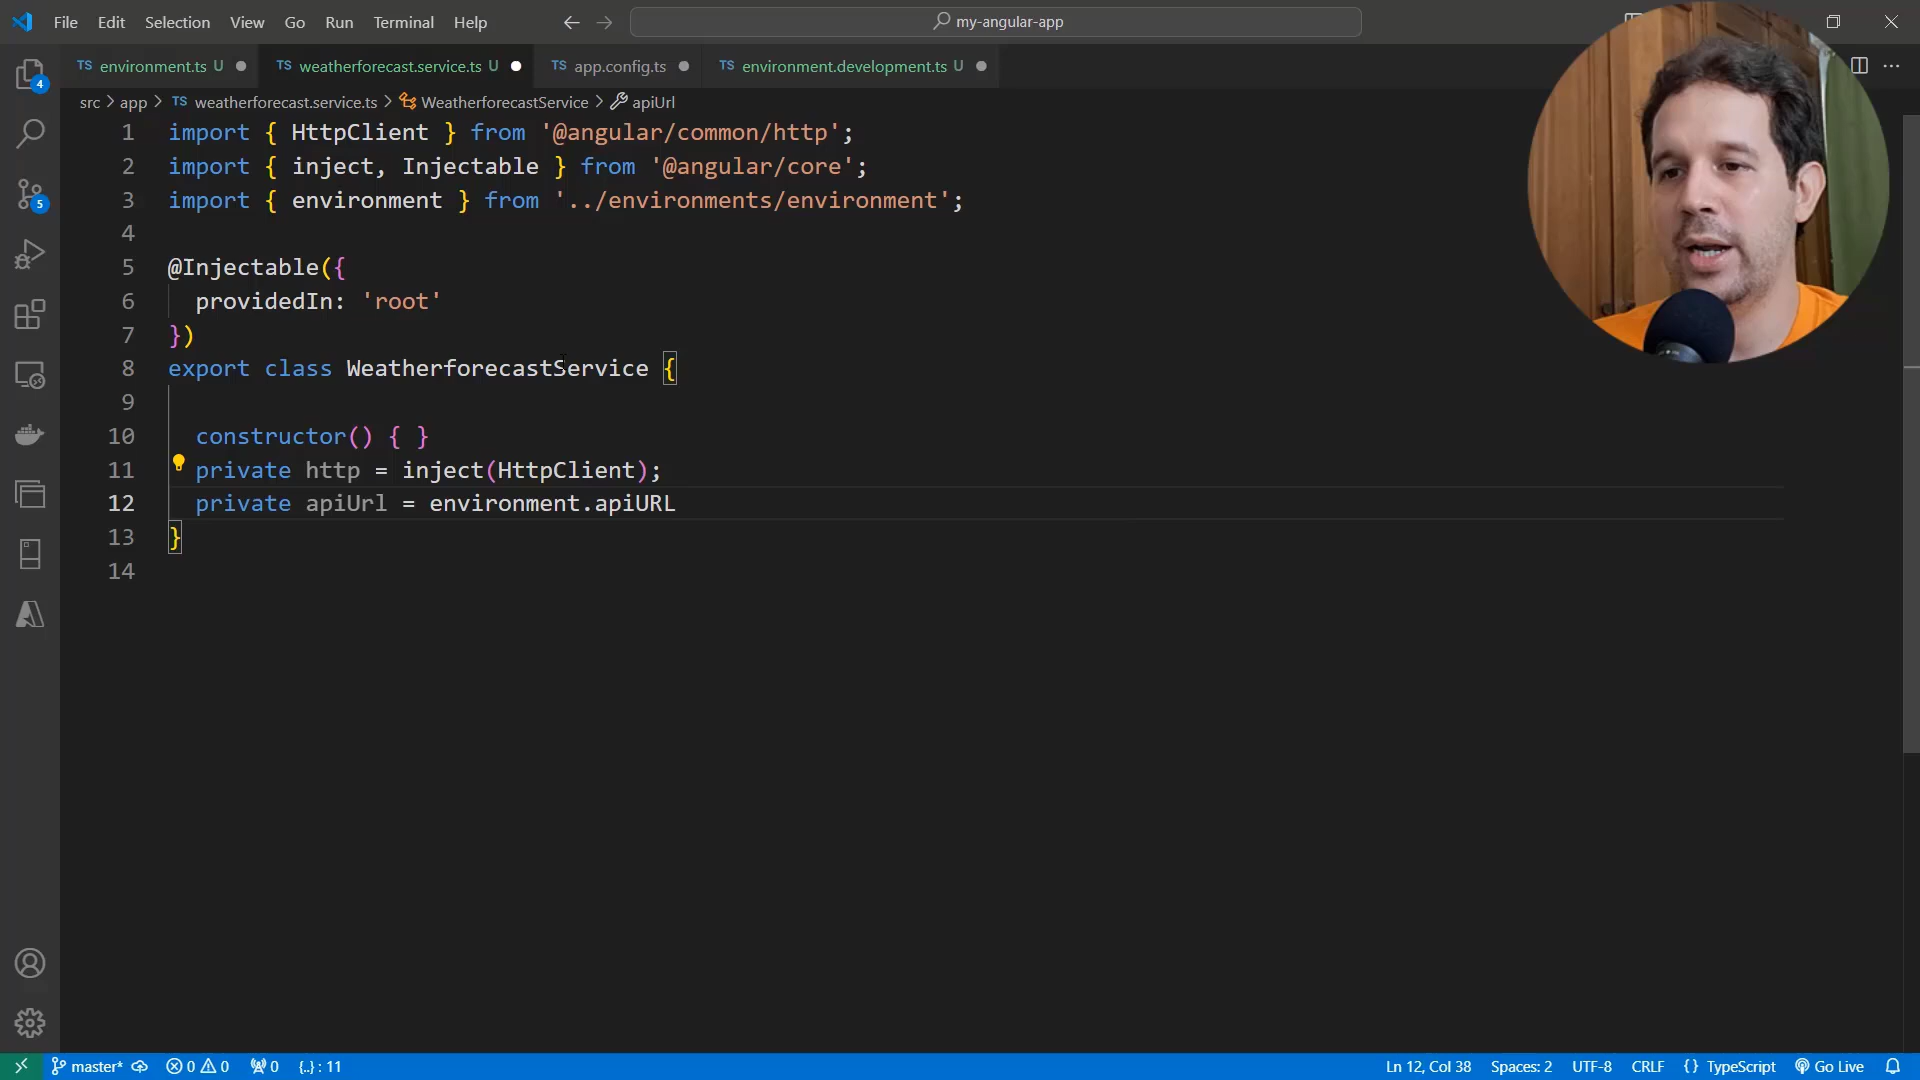 File Edit Selection View Go Run Terminal Help my-angular-app
TS environment.ts U TS weatherforecast.service.ts U TS app.config.ts TS environment.development.ts U
src > app > TS weatherforecast.service.ts > WeatherforecastService > apiUrl
1 import { HttpClient } from '@angular/common/http';
2 import { inject, Injectable } from '@angular/core';
3 import { environment } from '../environments/environment';
4
5 @Injectable({
6 providedIn: 'root'
7 })
8 export class WeatherforecastService {
9
10 constructor() { }
11 private http = inject(HttpClient);
12 private apiUrl = environment.apiURL
13 }
14
4
5
master* 0 0 0 {..} : 11 Ln 12, Col 38 Spaces: 2 UTF-8 CRLF {} TypeScript Go Live